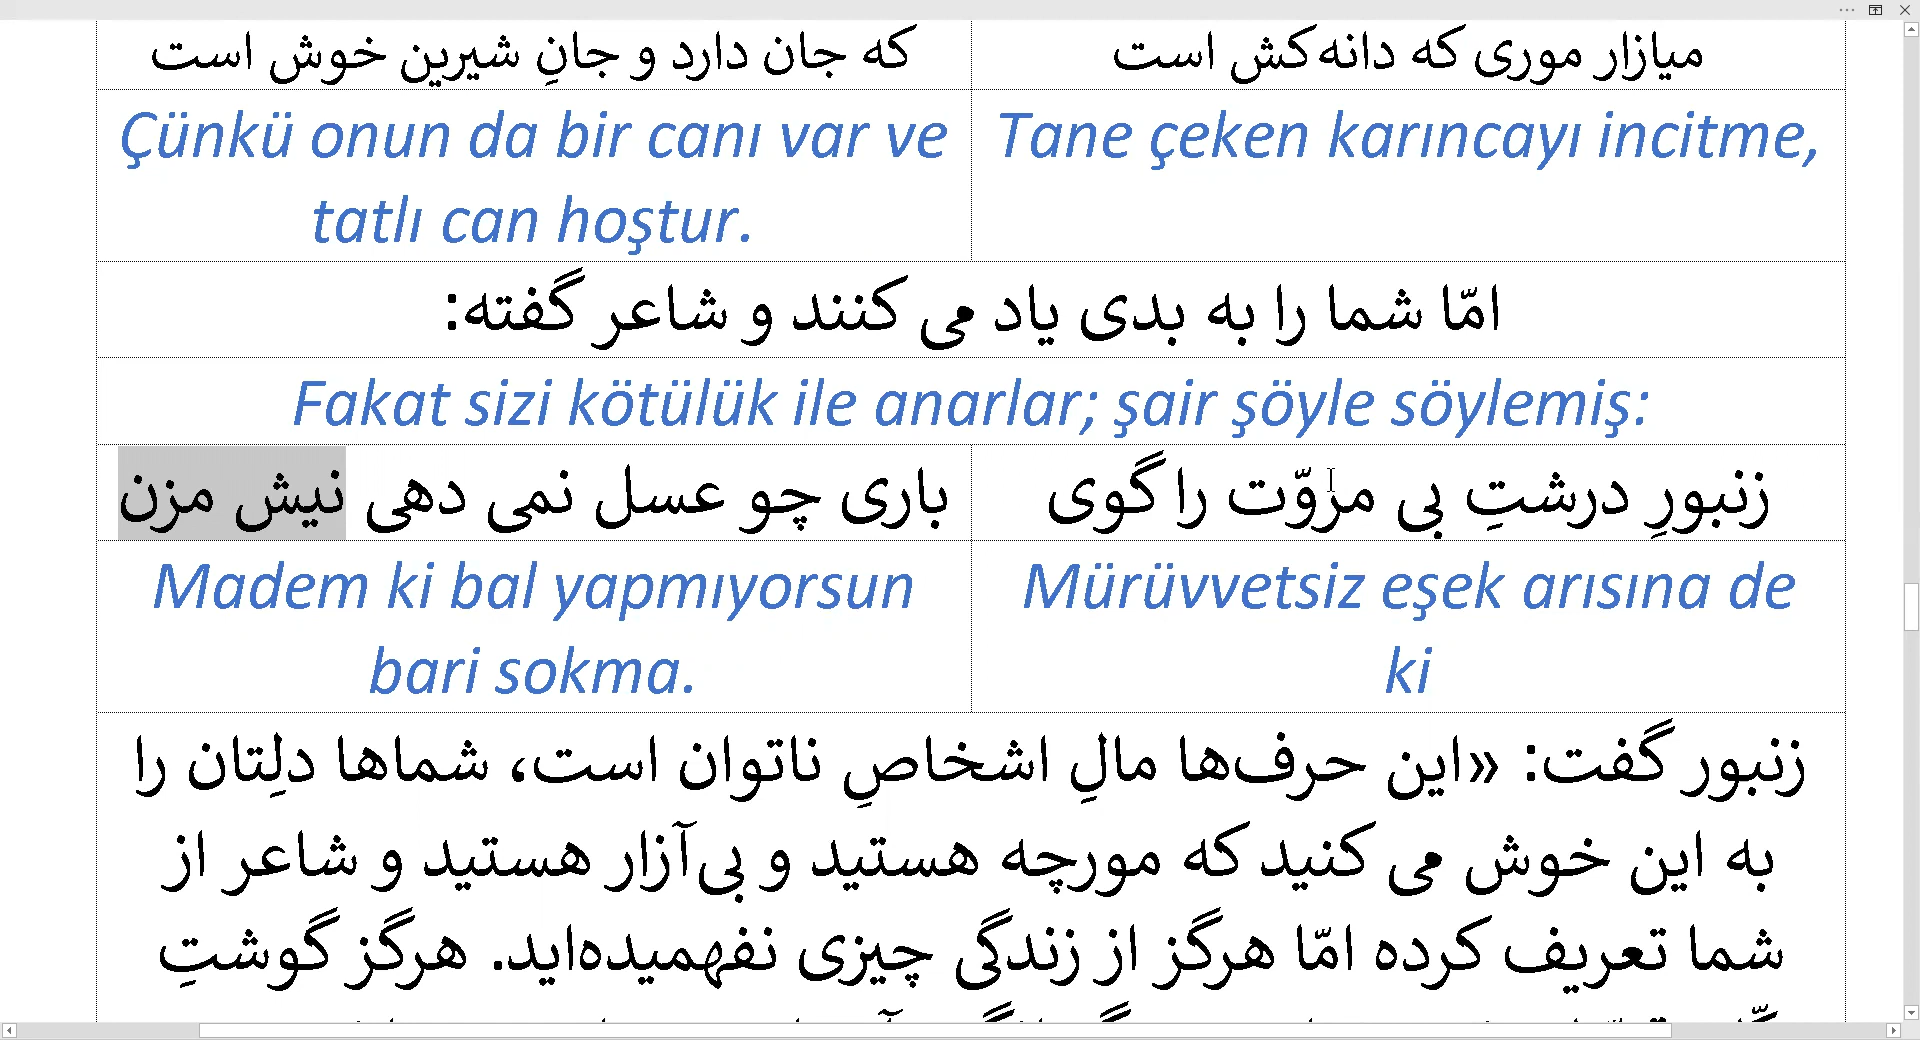 میازار موری که دانه‌کش است
که جان دارد و جانِ شیرین خوش است
Tane çeken karıncayı incitme,
Çünkü onun da bir canı var ve
tatlı can hoştur.
امّا شما را به بدی یاد می کنند و شاعر گفته:
Fakat sizi kötülük ile anarlar; şair şöyle söylemiş:
زنبورِ درشتِ بی مروّت را گوی
باری چو عسل نمی دهی نیش مزن
Mürüvvetsiz eşek arısına de
ki
Madem ki bal yapmıyorsun
bari sokma.
زنبور گفت: «این حرف‌ها مالِ اشخاصِ ناتوان است، شماها دلِتان را
به این خوش می کنید که مورچه هستید و بی‌آزار هستید و شاعر از
شما تعریف کرده امّا هرگز از زندگی چیزی نفهمیده‌اید. هرگز گوشتِ